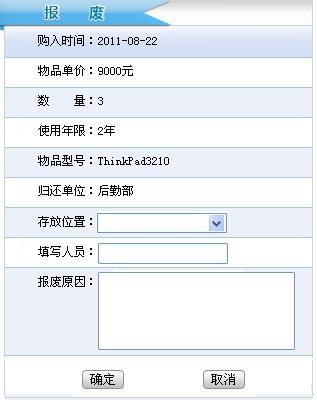 报 废
购入时间：2011-08-22
物品单价：9000元
数 量：3
使用年限：2年
物品型号：ThinkPad3210
归还单位：后勤部
存放位置：
填写人员：
报废原因：
确定 取消